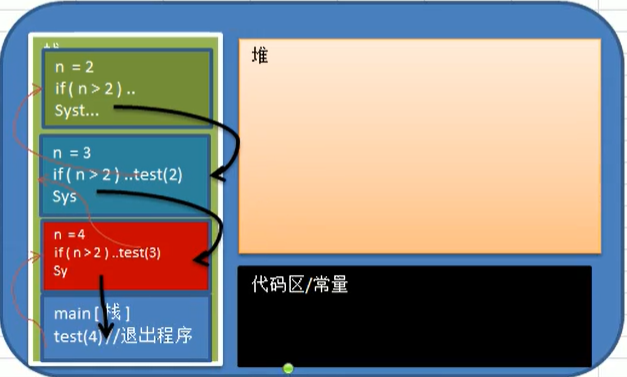 n = 2
if ( n > 2 ) ..
Syst...
n = 3
if ( n > 2 ) ..test(2)
Sys
n = 4
if ( n > 2 ) ..test(3)
Sy
main [ 栈 ]
test(4) //退出程序
堆
代码区/常量